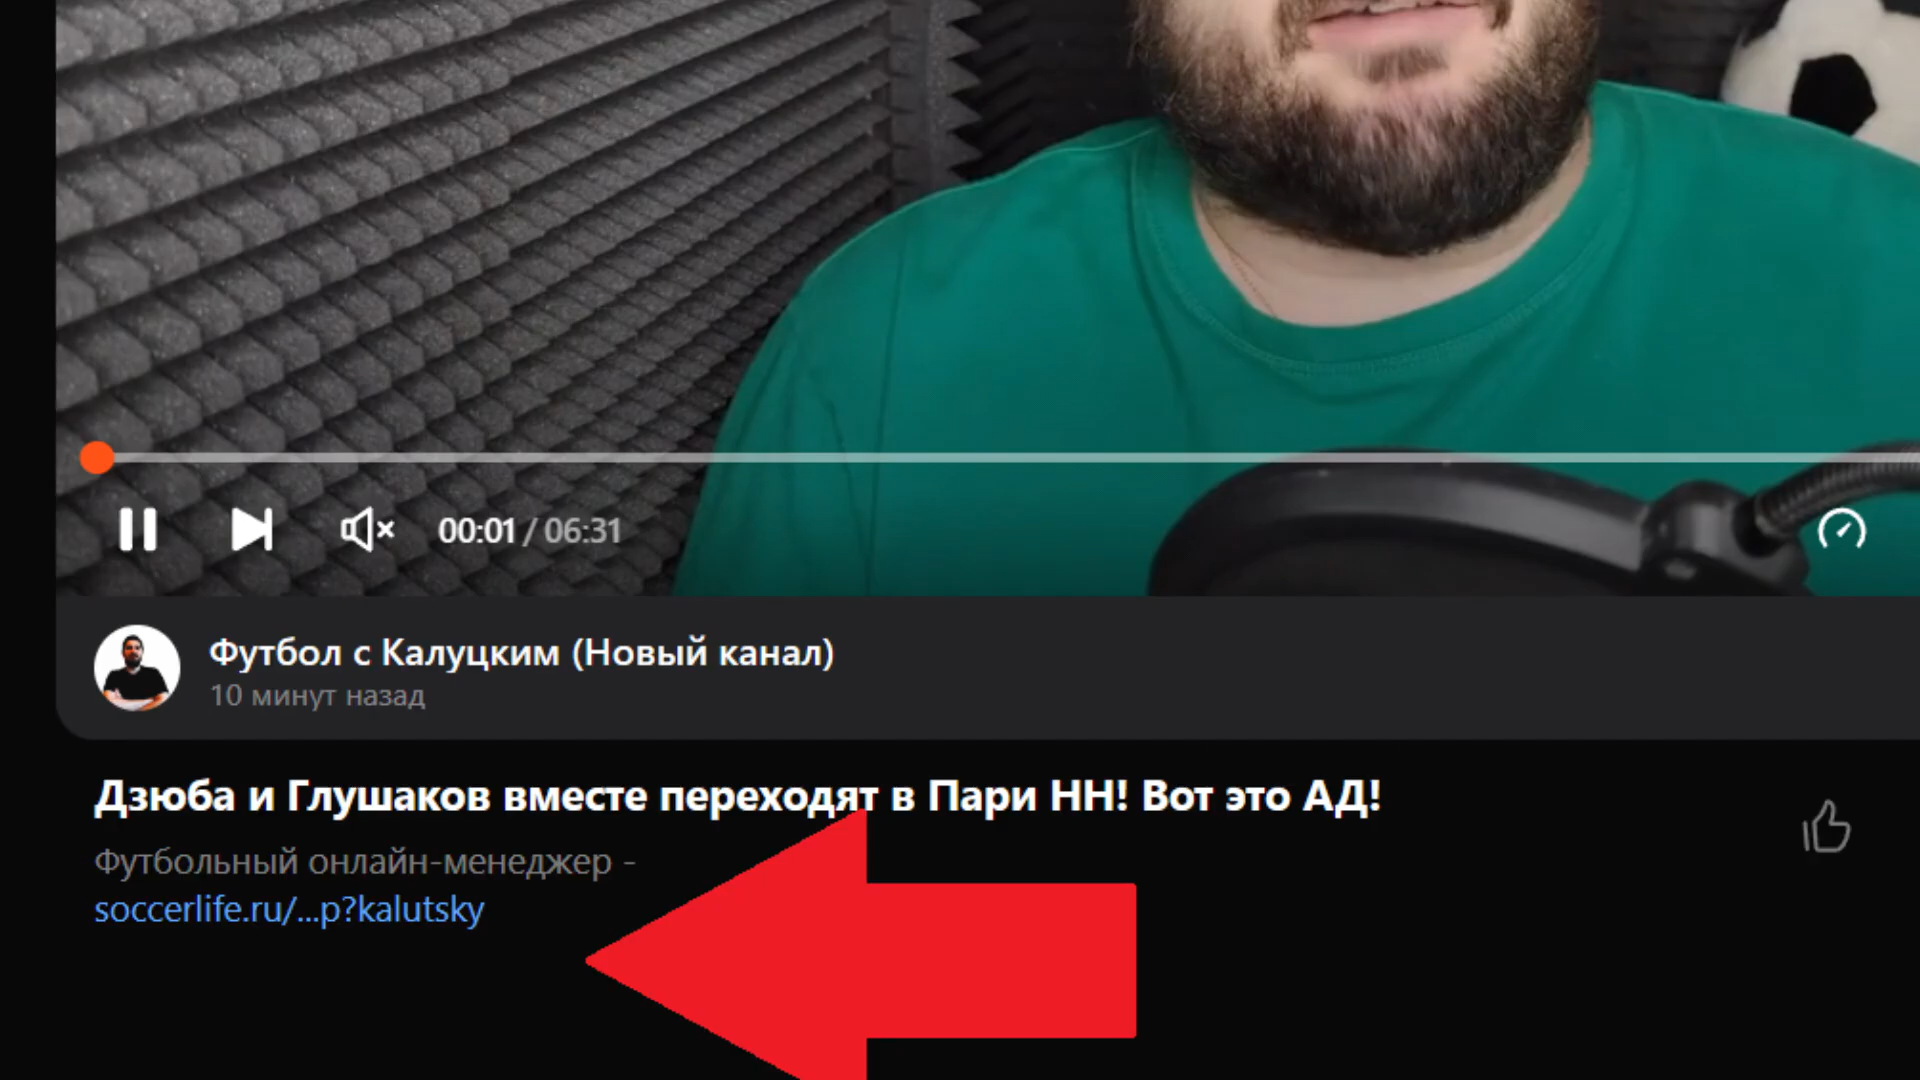 00:01 / 06:31
Футбол с Калуцким (Новый канал)
10 минут назад
Дзюба и Глушаков вместе переходят в Пари НН! Вот это АД!
Футбольный онлайн-менеджер -
soccerlife.ru/...p?kalutsky